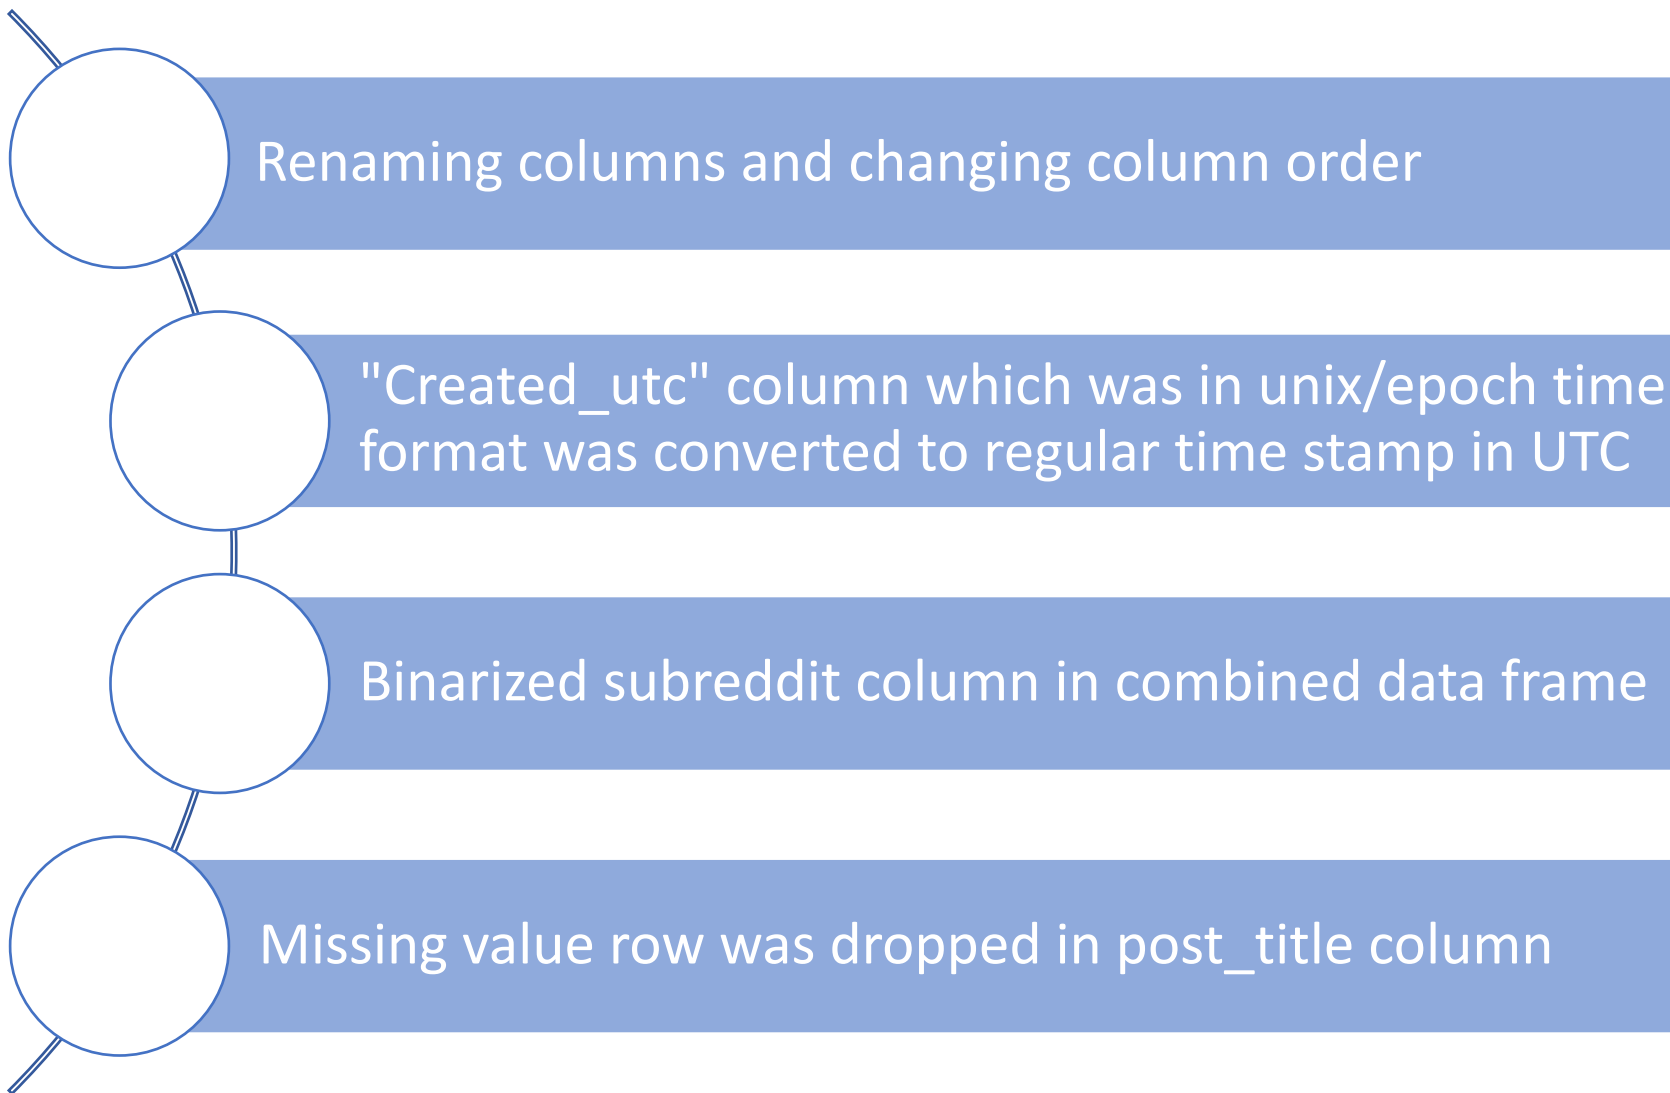 Renaming columns and changing column order
"Created_utc" column which was in unix/epoch time
format was converted to regular time stamp in UTC
Binarized subreddit column in combined data frame
Missing value row was dropped in post_title column